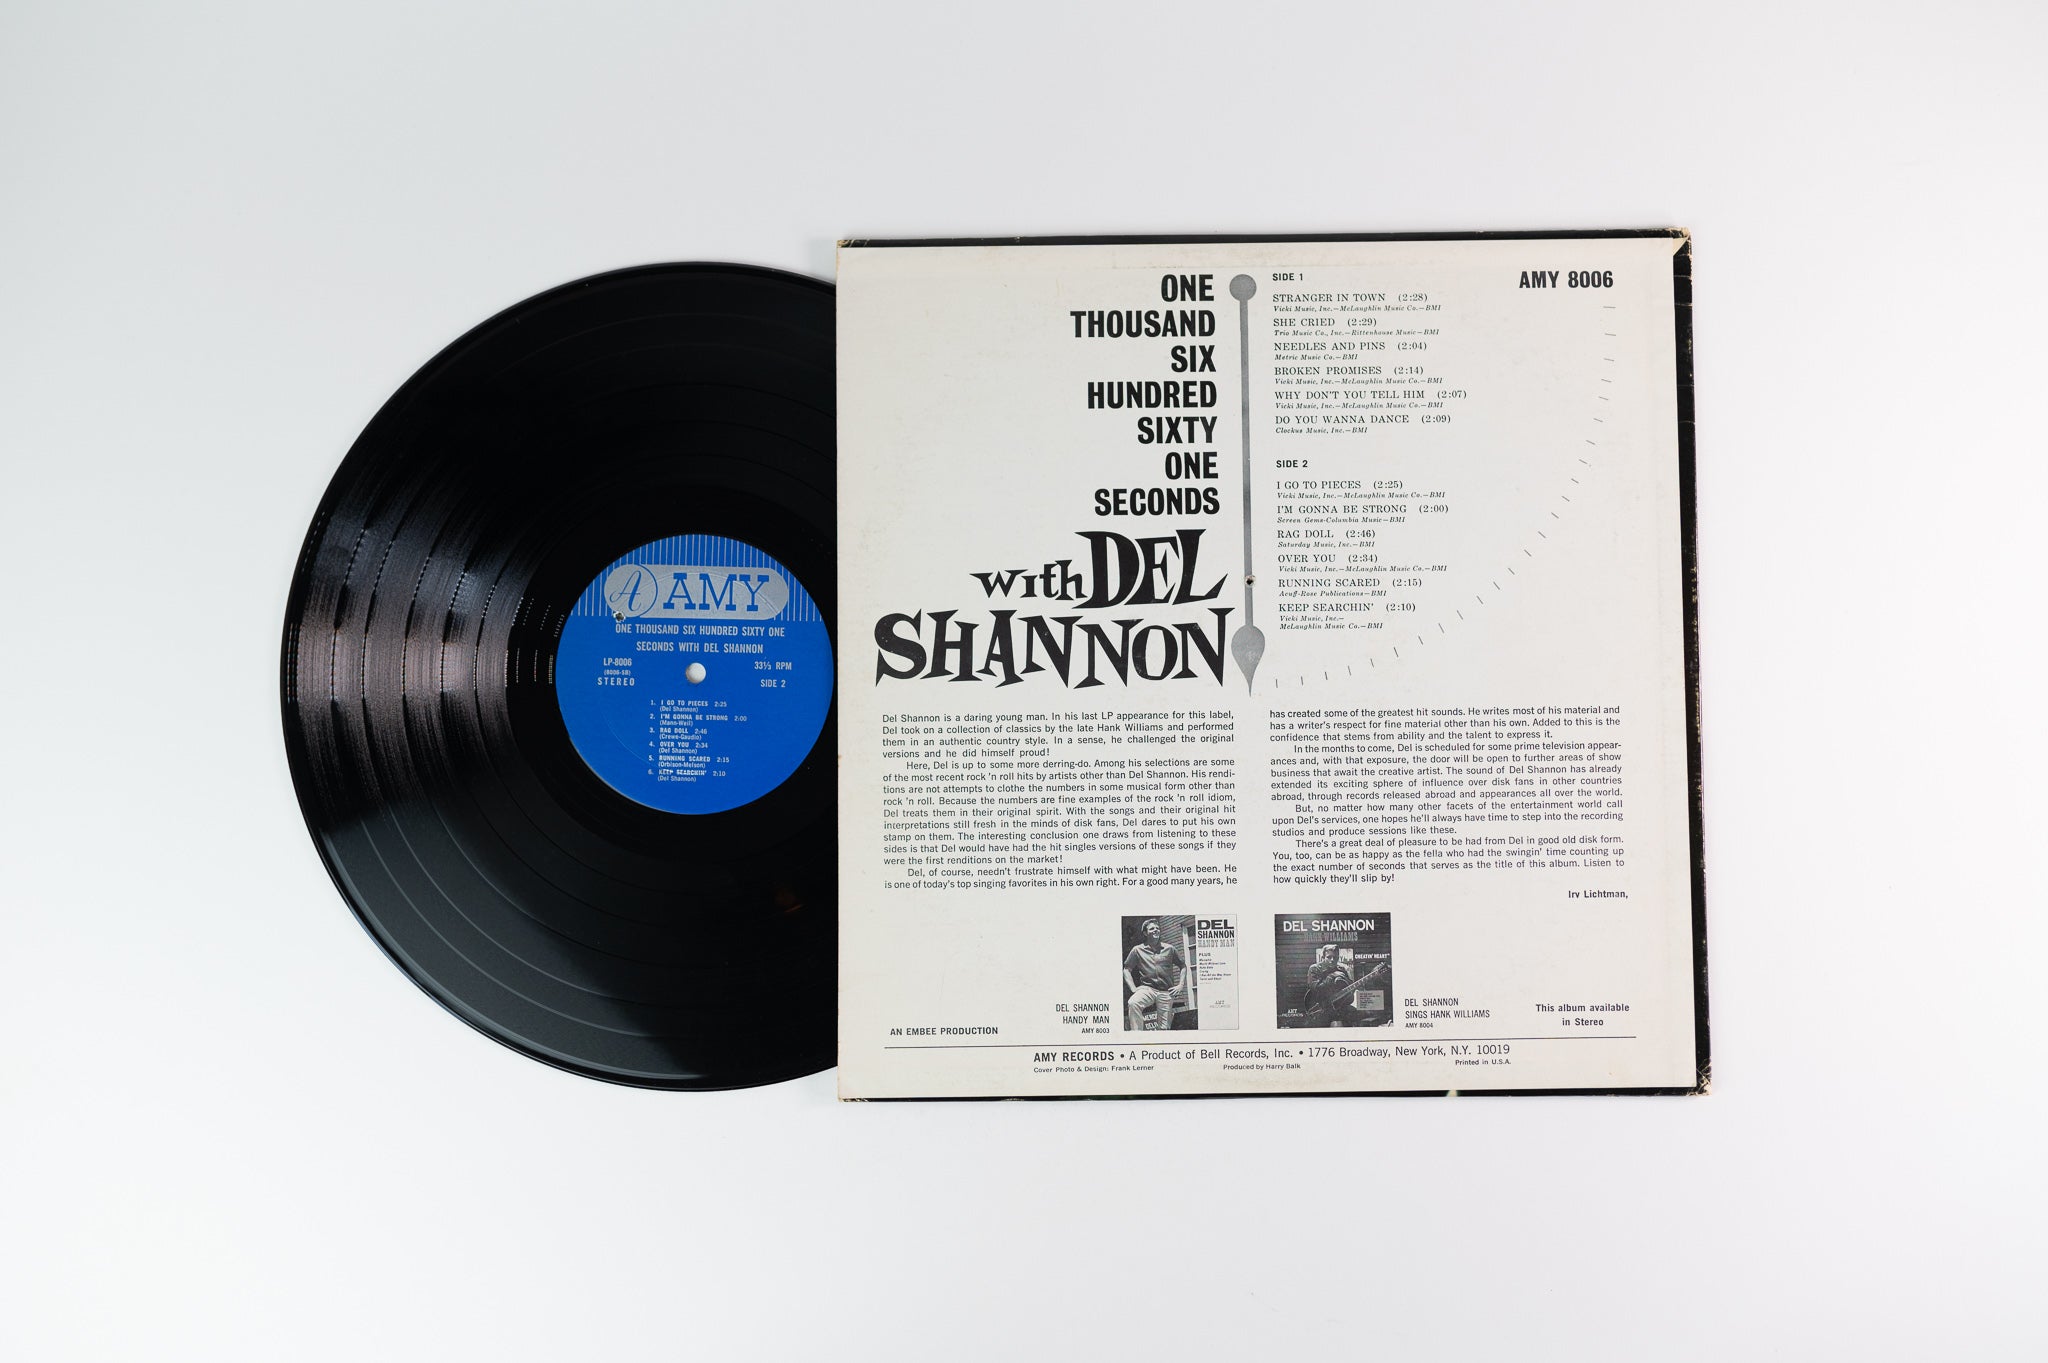 A AMY
ONE THOUSAND SIX HUNDRED SIXTY ONE
SECONDS WITH DEL SHANNON
LP-8006
(8006-SB)
STEREO
33⅓ RPM
SIDE 2
1. I GO TO PIECES 2:25
(Del Shannon)
2. I'M GONNA BE STRONG 2:00
(Mann-Weil)
3. RAG DOLL 2:46
(Crewe-Gaudio)
4. OVER YOU 2:34
(Del Shannon)
5. RUNNING SCARED 2:15
(Orbison-Melson)
6. KEEP SEARCHIN' 2:10
(Del Shannon)
ONE
THOUSAND
SIX
HUNDRED
SIXTY
ONE
SECONDS
with DEL
SHANNON
SIDE 1
AMY 8006
STRANGER IN TOWN (2:28)
Vicki Music, Inc.—McLaughlin Music Co.—BMI
SHE CRIED (2:29)
Trio Music Co., Inc.—Rittenhouse Music—BMI
NEEDLES AND PINS (2:04)
Metric Music Co.—BMI
BROKEN PROMISES (2:14)
Vicki Music, Inc.—McLaughlin Music Co.—BMI
WHY DON'T YOU TELL HIM (2:07)
Vicki Music, Inc.—McLaughlin Music Co.—BMI
DO YOU WANNA DANCE (2:09)
Clockus Music, Inc.—BMI
SIDE 2
I GO TO PIECES (2:25)
Vicki Music, Inc.—McLaughlin Music Co.—BMI
I'M GONNA BE STRONG (2:00)
Screen Gems-Columbia Music—BMI
RAG DOLL (2:46)
Saturday Music, Inc.—BMI
OVER YOU (2:34)
Vicki Music, Inc.—McLaughlin Music Co.—BMI
RUNNING SCARED (2:15)
Acuff-Rose Publications—BMI
KEEP SEARCHIN' (2:10)
Vicki Music, Inc.—
McLaughlin Music Co.—BMI
Del Shannon is a daring young man. In his last LP appearance for this label,
Del took on a collection of classics by the late Hank Williams and performed
them in an authentic country style. In a sense, he challenged the original
versions and he did himself proud!
Here, Del is up to some more derring-do. Among his selections are some
of the most recent rock 'n roll hits by artists other than Del Shannon. His rendi-
tions are not attempts to clothe the numbers in some musical form other than
rock 'n roll. Because the numbers are fine examples of the rock 'n roll idiom,
Del treats them in their original spirit. With the songs and their original hit
interpretations still fresh in the minds of disk fans, Del dares to put his own
stamp on them. The interesting conclusion one draws from listening to these
sides is that Del would have had the hit singles versions of these songs if they
were the first renditions on the market!
Del, of course, needn't frustrate himself with what might have been. He
is one of today's top singing favorites in his own right. For a good many years, he
has created some of the greatest hit sounds. He writes most of his material and
has a writer's respect for fine material other than his own. Added to this is the
confidence that stems from ability and the talent to express it.
In the months to come, Del is scheduled for some prime television appear-
ances and, with that exposure, the door will be open to further areas of show
business that await the creative artist. The sound of Del Shannon has already
extended its exciting sphere of influence over disk fans in other countries
abroad, through records released abroad and appearances all over the world.
But, no matter how many other facets of the entertainment world call
upon Del's services, one hopes he'll always have time to step into the recording
studios and produce sessions like these.
There's a great deal of pleasure to be had from Del in good old disk form.
You, too, can be as happy as the fella who had the swingin' time counting up
the exact number of seconds that serves as the title of this album. Listen to
how quickly they'll slip by!
Irv Lichtman,
DEL
SHANNON
HANDY MAN
PLUS
AMY
RECORDS
DEL SHANNON
HANK WILLIAMS
CHEATIN' HEART"
AMY
RECORDS
DEL SHANNON
HANDY MAN
AMY 8003
DEL SHANNON
SINGS HANK WILLIAMS
AMY 8004
This album available
in Stereo
AN EMBEE PRODUCTION
AMY RECORDS • A Product of Bell Records, Inc. • 1776 Broadway, New York, N.Y. 10019
Cover Photo & Design: Frank Lerner
Produced by Harry Balk
Printed in U.S.A.